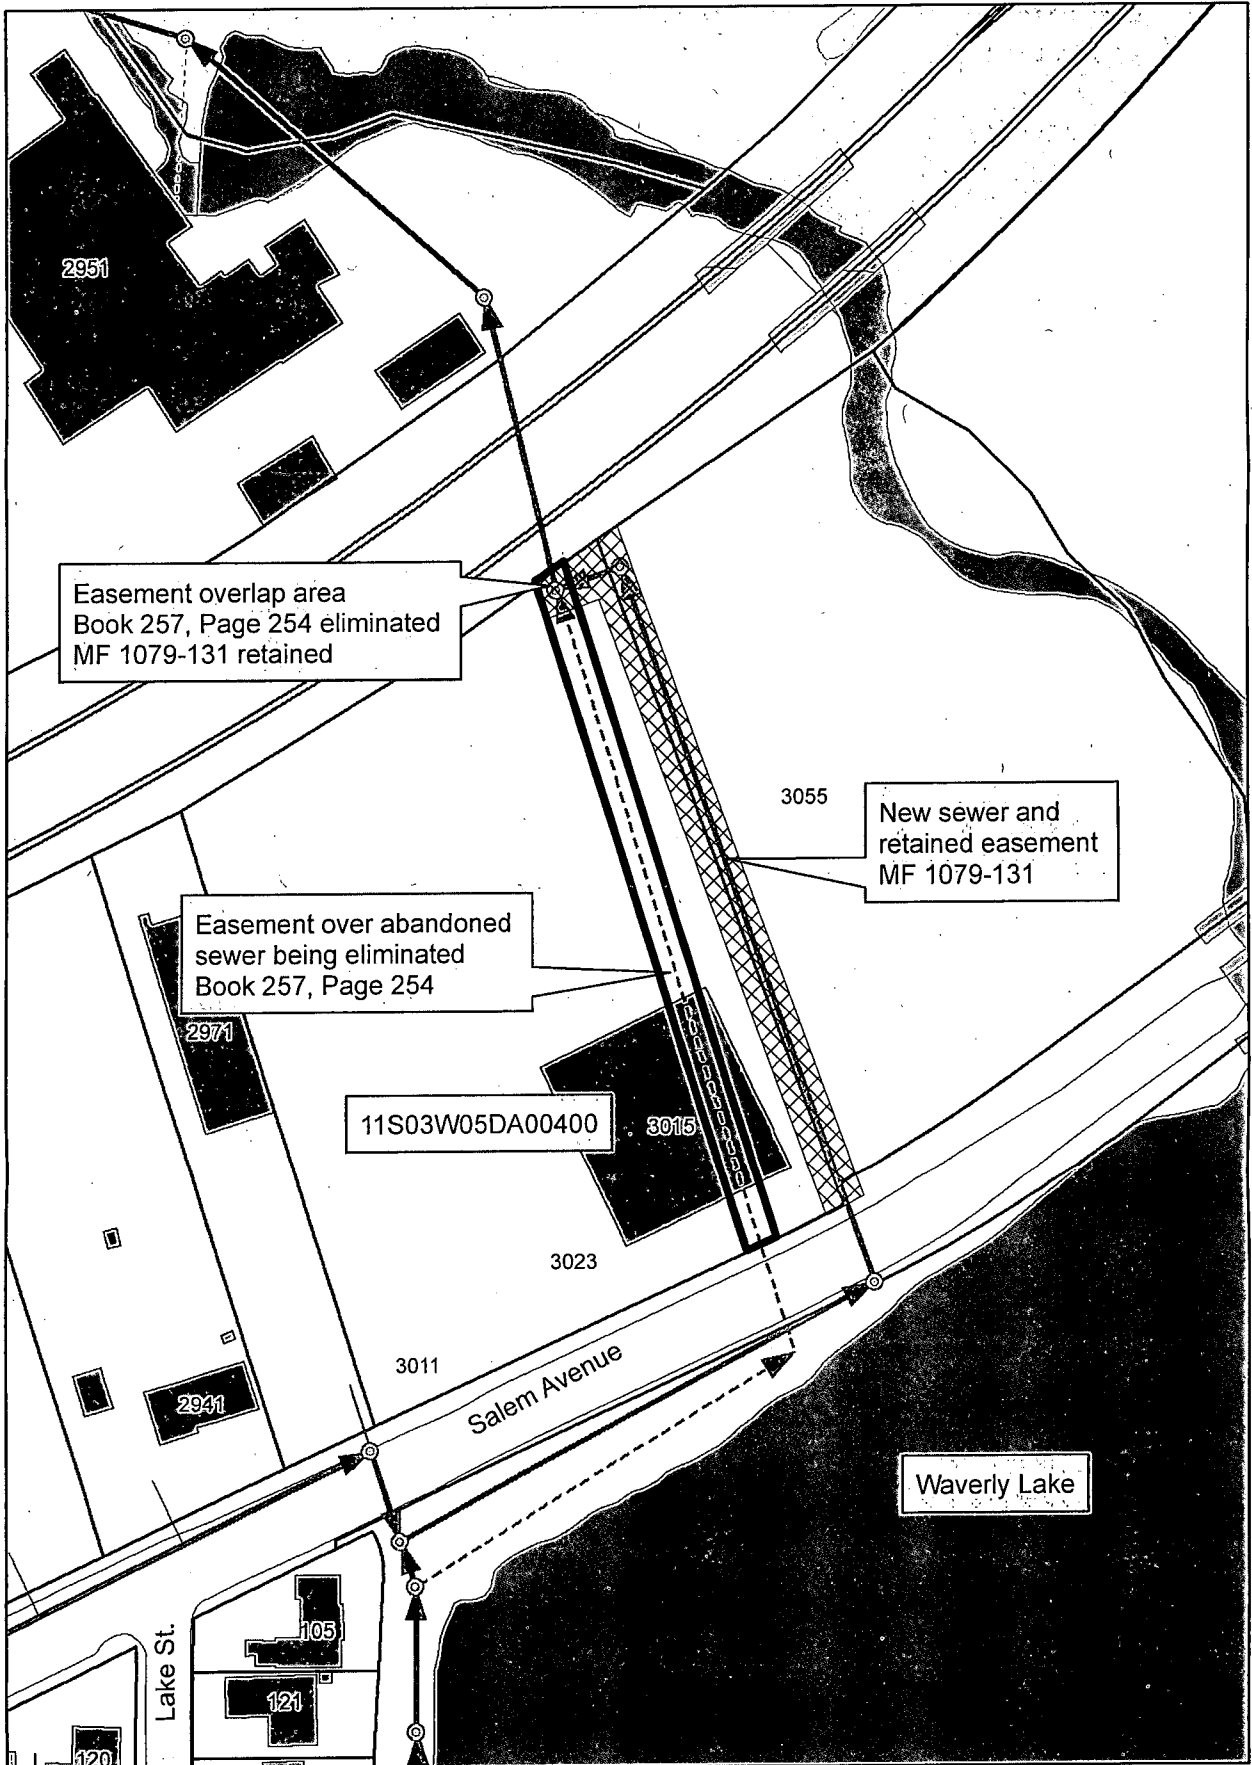 2951
Easement overlap area
Book 257, Page 254 eliminated
MF 1079-131 retained
3055
New sewer and
retained easement
MF 1079-131
Easement over abandoned
sewer being eliminated
Book 257, Page 254
2971
11S03W05DA00400
3015
3023
3011
Salem Avenue
2941
Waverly Lake
105
Lake St.
121
120